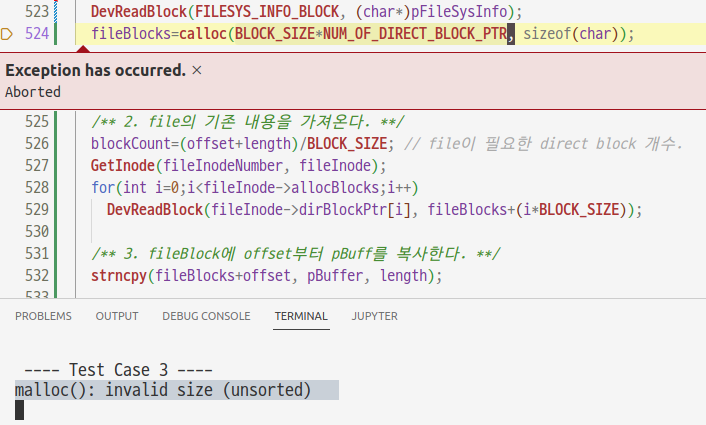 523 DevReadBlock(FILESYS_INFO_BLOCK, (char*)pFileSysInfo);
524 fileBlocks=calloc(BLOCK_SIZE*NUM_OF_DIRECT_BLOCK_PTR, sizeof(char));
Exception has occurred. ×
Aborted
525 /** 2. file의 기존 내용을 가져온다. **/
526 blockCount=(offset+length)/BLOCK_SIZE; // file이 필요한 direct block 개수.
527 GetInode(fileInodeNumber, fileInode);
528 for(int i=0;i<fileInode->allocBlocks;i++)
529 DevReadBlock(fileInode->dirBlockPtr[i], fileBlocks+(i*BLOCK_SIZE));
530
531 /** 3. fileBlock에 offset부터 pBuff를 복사한다. **/
532 strncpy(fileBlocks+offset, pBuffer, length);
533
PROBLEMS OUTPUT DEBUG CONSOLE TERMINAL JUPYTER
---- Test Case 3 ----
malloc(): invalid size (unsorted)